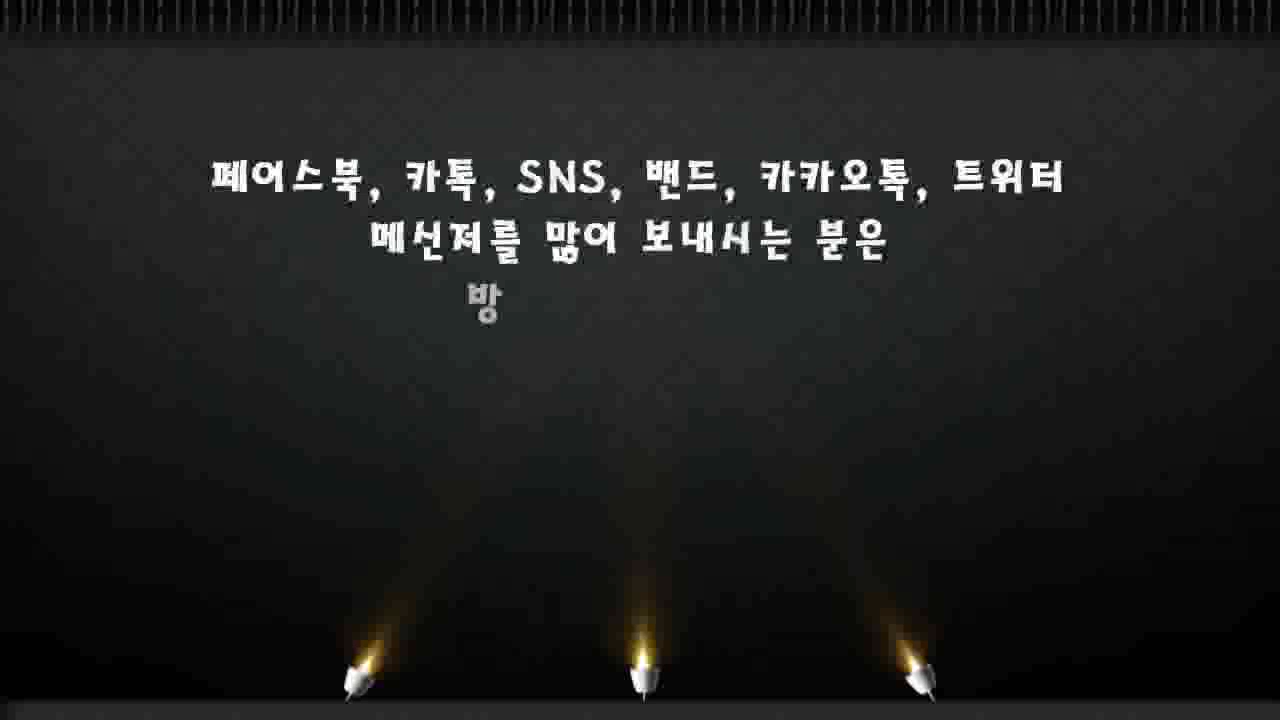 페어스북, 카톡, SNS, 밴드, 카카오톡, 트위터
메신져를 많이 보내시는 분은
방